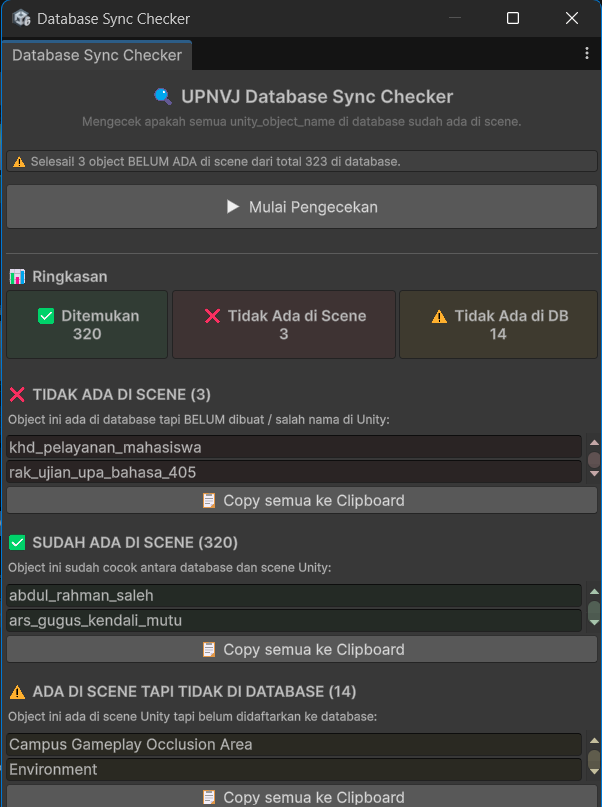 Database Sync Checker
Database Sync Checker
UPNVJ Database Sync Checker
Mengecek apakah semua unity_object_name di database sudah ada di scene.
Selesai! 3 object BELUM ADA di scene dari total 323 di database.
Mulai Pengecekan
Ringkasan
Ditemukan
320
Tidak Ada di Scene
3
Tidak Ada di DB
14
TIDAK ADA DI SCENE (3)
Object ini ada di database tapi BELUM dibuat / salah nama di Unity:
khd_pelayanan_mahasiswa
rak_ujian_upa_bahasa_405
Copy semua ke Clipboard
SUDAH ADA DI SCENE (320)
Object ini sudah cocok antara database dan scene Unity:
abdul_rahman_saleh
ars_gugus_kendali_mutu
Copy semua ke Clipboard
ADA DI SCENE TAPI TIDAK DI DATABASE (14)
Object ini ada di scene Unity tapi belum didaftarkan ke database:
Campus Gameplay Occlusion Area
Environment
Copy semua ke Clipboard